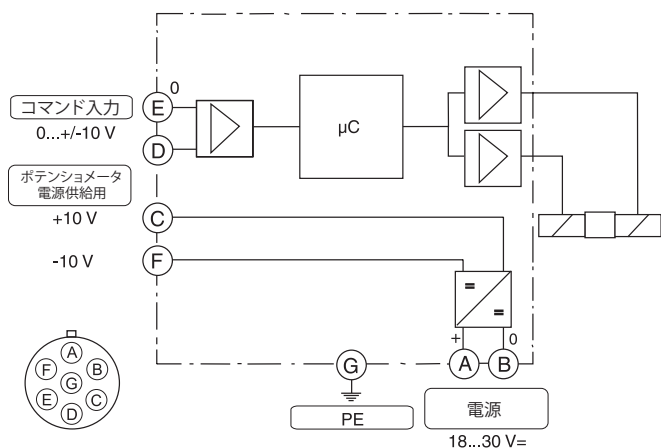 コマンド入力
0...+/-10 V
E
0
D
µC
ポテンショメータ
電源供給用
+10 V
C
-10 V
F
=
=
+
0
A
B
G
PE
電源
18...30 V=
A
F
B
G
E
C
D